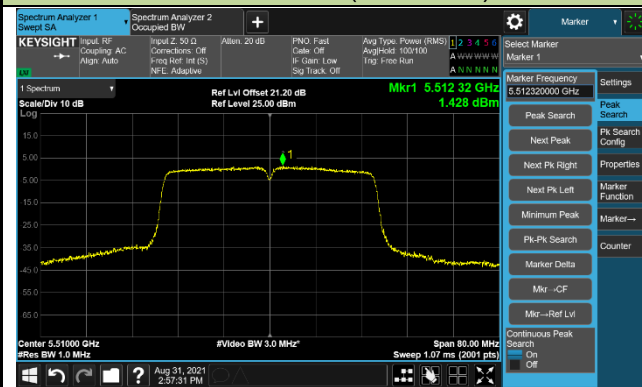 Spectrum Analyzer 1
Swept SA
Spectrum Analyzer 2
Occupied BW
+
Marker
KEYSIGHT
Input: RF
Coupling: AC
Align: Auto
Input Z: 50 Ω
Corrections: Off
Freq Ref: Int (S)
NFE: Adaptive
Atten: 20 dB
PNO: Fast
Gate: Off
IF Gain: Low
Sig Track: Off
Avg Type: Power (RMS)
Avg|Hold: 100/100
Trig: Free Run
1 2 3 4 5 6
A W W W W W
A N N N N N
Select Marker
Marker 1
1 Spectrum
Scale/Div 10 dB
Log
Ref Lvl Offset 21.20 dB
Ref Level 25.00 dBm
Mkr1 5.512 32 GHz
1.428 dBm
15.0
5.00
-5.00
-15.0
-25.0
-35.0
-45.0
-55.0
-65.0
1
Center 5.51000 GHz
#Res BW 1.0 MHz
#Video BW 3.0 MHz*
Span 80.00 MHz
Sweep 1.07 ms (2001 pts)
Marker Frequency
5.512320000 GHz
Peak Search
Next Peak
Next Pk Right
Next Pk Left
Minimum Peak
Pk-Pk Search
Marker Delta
Mkr→CF
Mkr→Ref Lvl
Continuous Peak
Search
On
Off
Settings
Peak
Search
Pk Search
Config
Properties
Marker
Function
Marker→
Counter
?
Aug 31, 2021
2:57:31 PM